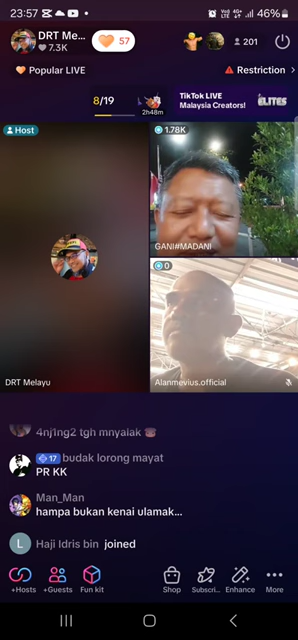 23:57
46%
DRT Me...
7.3K
57
201
Popular LIVE
Restriction >
8/19
2h48m
TikTok LIVE
Malaysia Creators!
ELITES
Host
1.78K
GANI#MADANI
0
DRT Melayu
Alanmevius.official
4nj1ng2 tgh mnyaiak
17 budak lorong mayat
PR KK
Man_Man
hampa bukan kenai ulamak...
L
Haji Idris bin joined
+Hosts
+Guests
Fun kit
Shop
Subscri...
Enhance
More